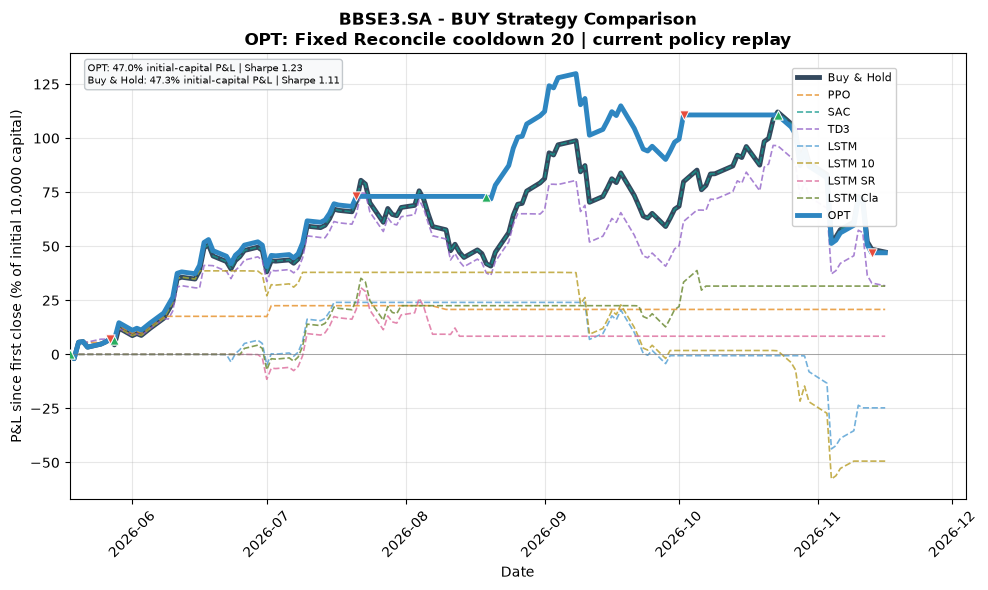 BBSE3.SA - BUY Strategy Comparison
OPT: Fixed Reconcile cooldown 20 | current policy replay
OPT: 47.0% initial-capital P&L | Sharpe 1.23
Buy & Hold: 47.3% initial-capital P&L | Sharpe 1.11
Buy & Hold
PPO
SAC
TD3
LSTM
LSTM 10
LSTM SR
LSTM Cla
OPT
P&L since first close (% of initial 10,000 capital)
125
100
75
50
25
0
−25
−50
2026-06
2026-07
2026-08
2026-09
2026-10
2026-11
2026-12
Date